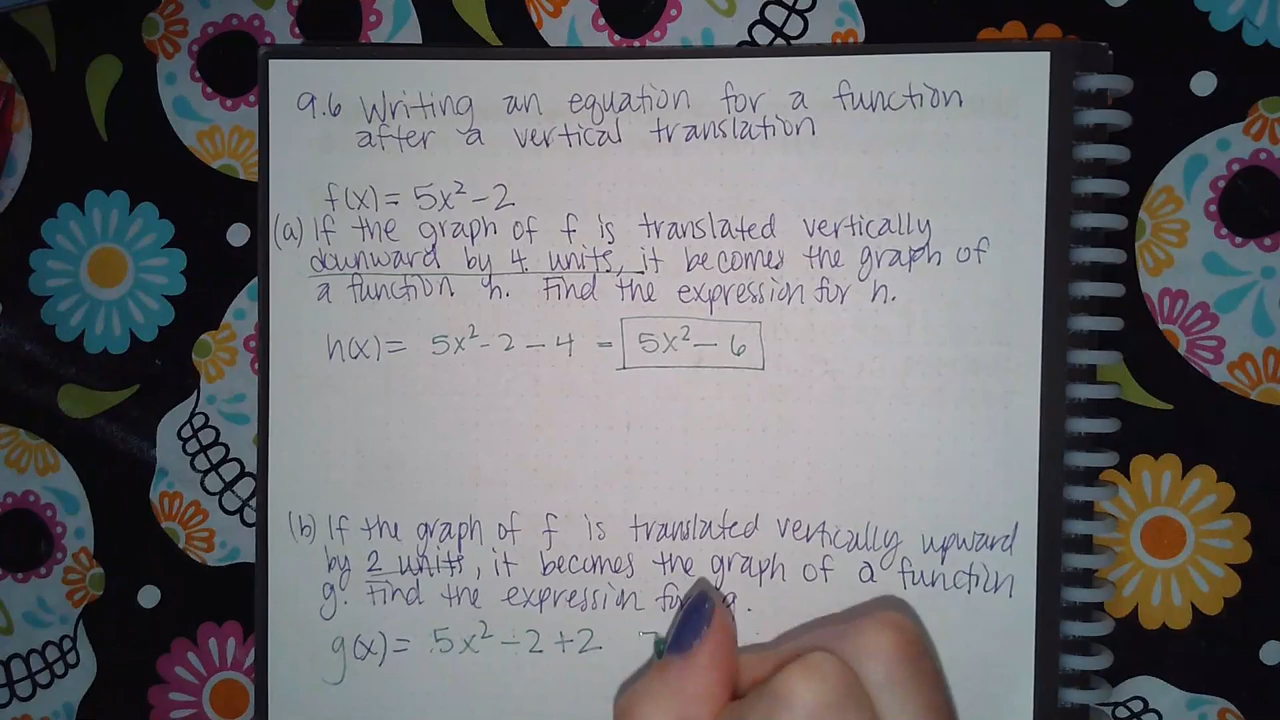 9.6 Writing an equation for a function
after a vertical translation
f(x) = 5x² - 2
(a) If the graph of f is translated vertically
downward by 4 units, it becomes the graph of
a function h. Find the expression for h.
h(x) = 5x² - 2 - 4 = 5x² - 6
(b) If the graph of f is translated vertically upward
by 2 units, it becomes the graph of a function
g. Find the expression for g.
g(x) = 5x² - 2 + 2